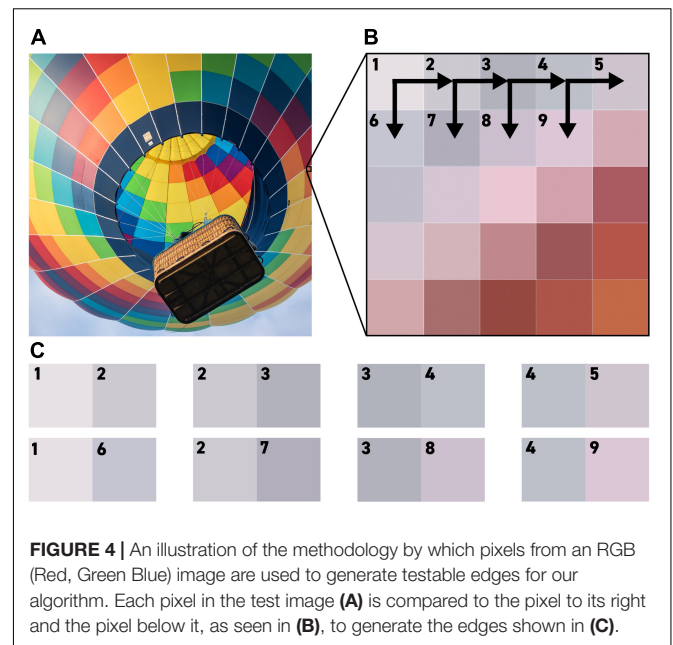 A
B
1 2 3 4 5
6 7 8 9
C
1 2 2 3 3 4 4 5
1 6 2 7 3 8 4 9
FIGURE 4 | An illustration of the methodology by which pixels from an RGB
(Red, Green Blue) image are used to generate testable edges for our
algorithm. Each pixel in the test image (A) is compared to the pixel to its right
and the pixel below it, as seen in (B), to generate the edges shown in (C).